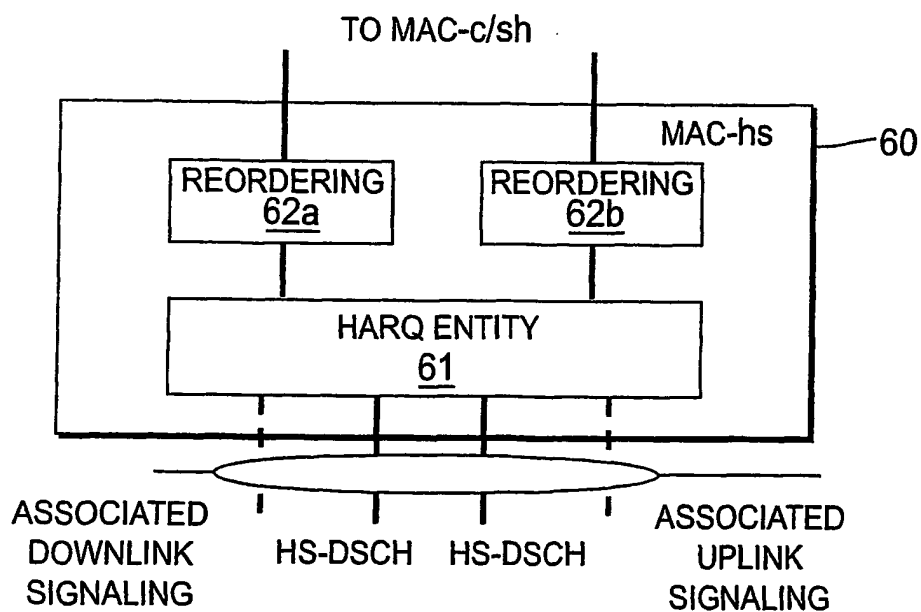 TO MAC-c/sh
MAC-hs
60
REORDERING
62a
REORDERING
62b
HARQ ENTITY
61
ASSOCIATED
DOWNLINK
SIGNALING
HS-DSCH
HS-DSCH
ASSOCIATED
UPLINK
SIGNALING